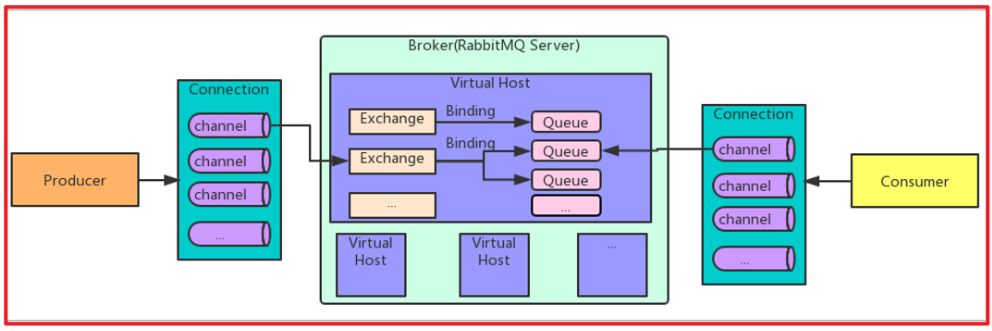 Broker(RabbitMQ Server)
Virtual Host
Connection
channel
channel
channel
...
Producer
Exchange
Binding
Queue
Exchange
Binding
Queue
Queue
...
...
Virtual
Host
Virtual
Host
...
Connection
channel
channel
channel
...
Consumer